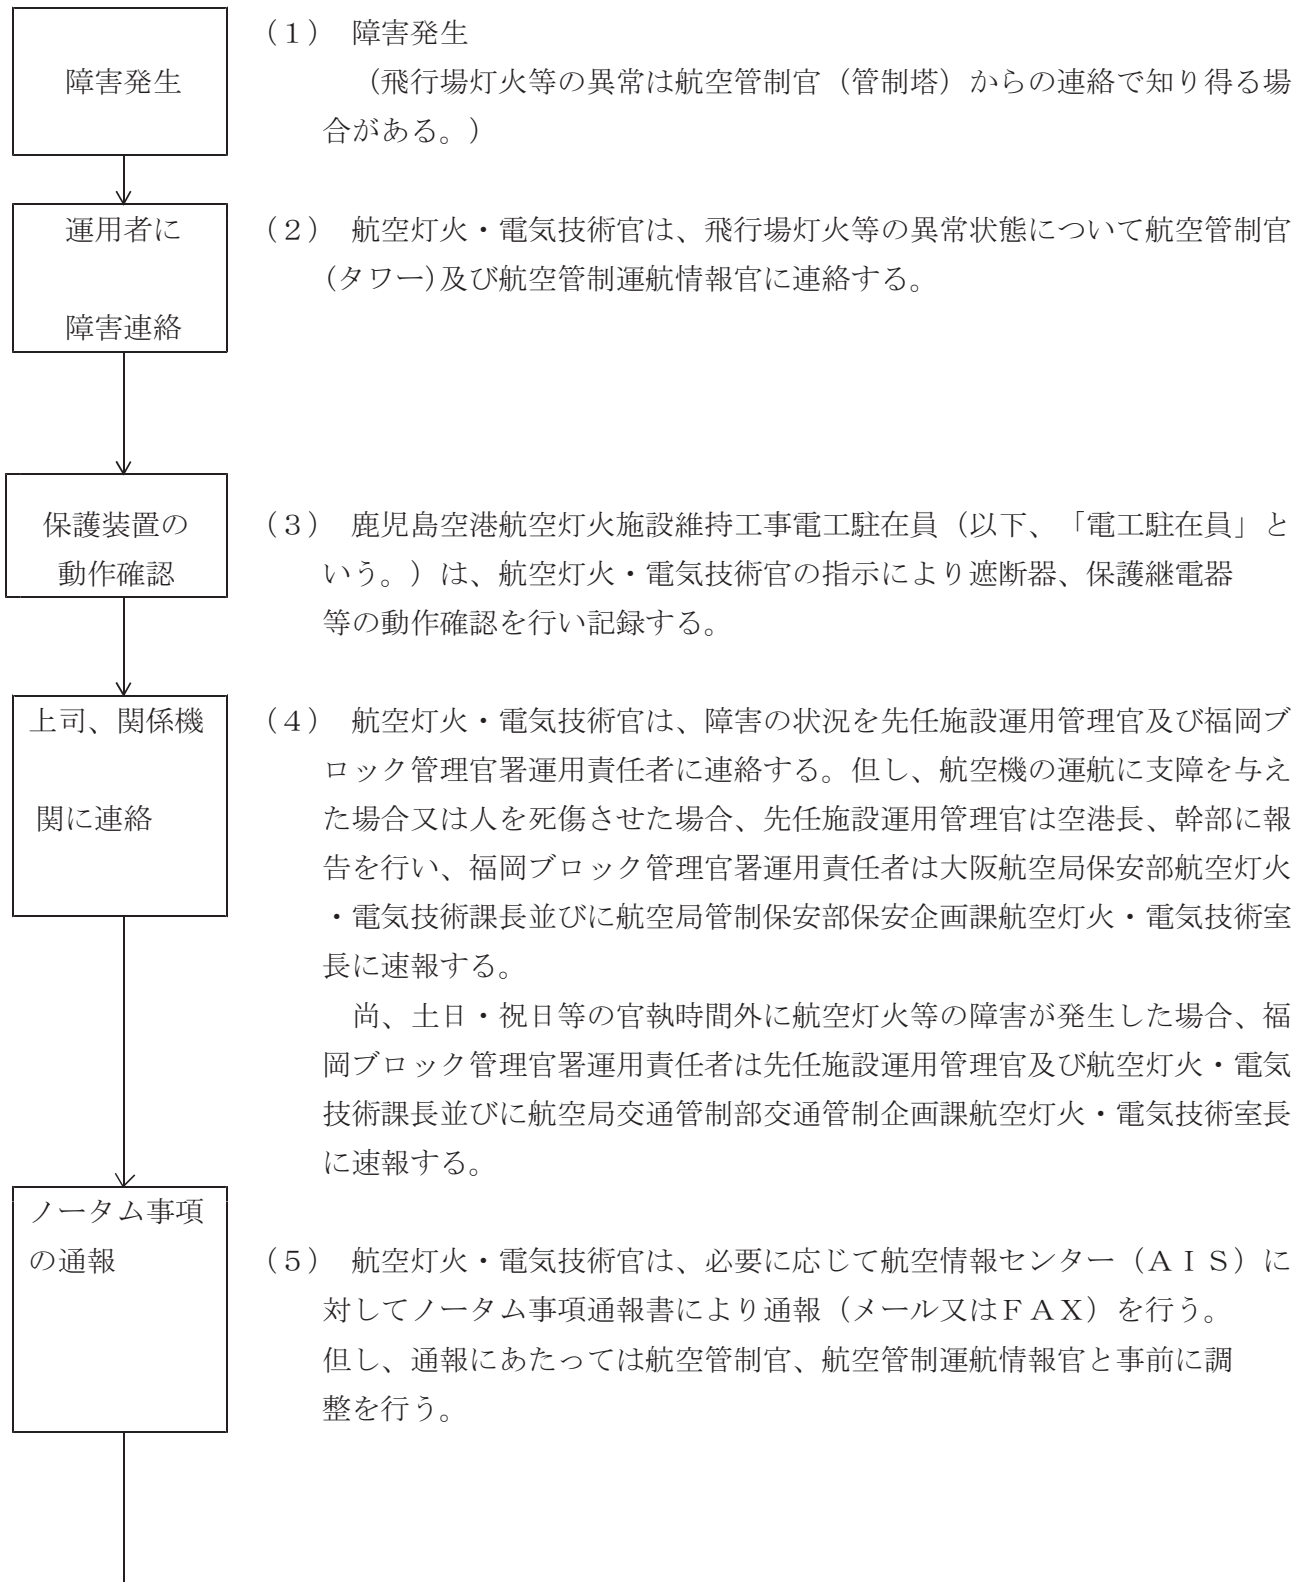 障害発生
（１） 障害発生
（飛行場灯火等の異常は航空管制官（管制塔）からの連絡で知り得る場
合がある。）
運用者に
障害連絡
（２） 航空灯火・電気技術官は、飛行場灯火等の異常状態について航空管制官
(タワー)及び航空管制運航情報官に連絡する。
保護装置の
動作確認
（３） 鹿児島空港航空灯火施設維持工事電工駐在員（以下、「電工駐在員」と
いう。）は、航空灯火・電気技術官の指示により遮断器、保護継電器
等の動作確認を行い記録する。
上司、関係機
関に連絡
（４） 航空灯火・電気技術官は、障害の状況を先任施設運用管理官及び福岡ブ
ロック管理官署運用責任者に連絡する。但し、航空機の運航に支障を与え
た場合又は人を死傷させた場合、先任施設運用管理官は空港長、幹部に報
告を行い、福岡ブロック管理官署運用責任者は大阪航空局保安部航空灯火
・電気技術課長並びに航空局管制保安部保安企画課航空灯火・電気技術室
長に速報する。
尚、土日・祝日等の官執時間外に航空灯火等の障害が発生した場合、福
岡ブロック管理官署運用責任者は先任施設運用管理官及び航空灯火・電気
技術課長並びに航空局交通管制部交通管制企画課航空灯火・電気技術室長
に速報する。
ノータム事項
の通報
（５） 航空灯火・電気技術官は、必要に応じて航空情報センター（ＡＩＳ）に
対してノータム事項通報書により通報（メール又はＦＡＸ）を行う。
但し、通報にあたっては航空管制官、航空管制運航情報官と事前に調
整を行う。